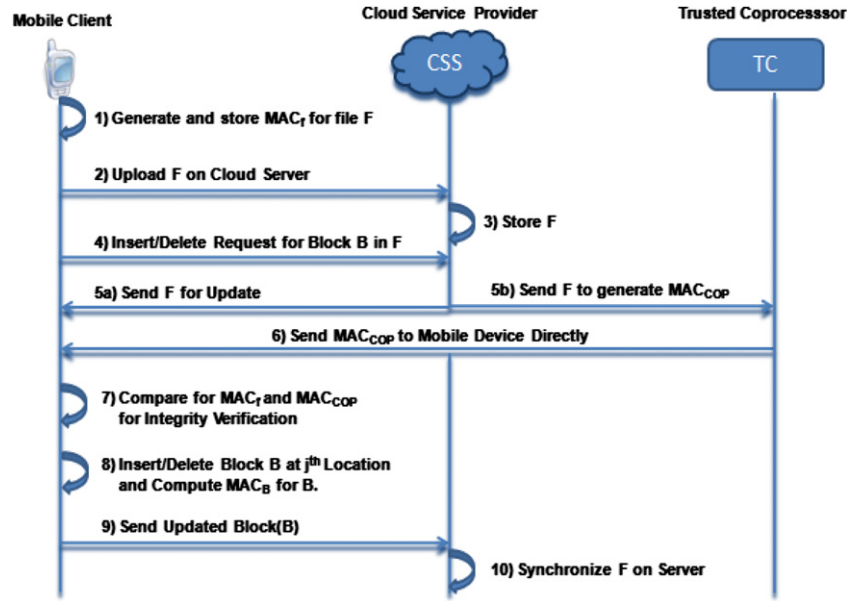 Mobile Client
Cloud Service Provider
Trusted Coprocesssor
CSS
TC
1) Generate and store MACf for file F
2) Upload F on Cloud Server
3) Store F
4) Insert/Delete Request for Block B in F
5a) Send F for Update
5b) Send F to generate MACCOP
6) Send MACCOP to Mobile Device Directly
7) Compare for MACf and MACCOP
for Integrity Verification
8) Insert/Delete Block B at jth Location
and Compute MACB for B.
9) Send Updated Block(B)
10) Synchronize F on Server